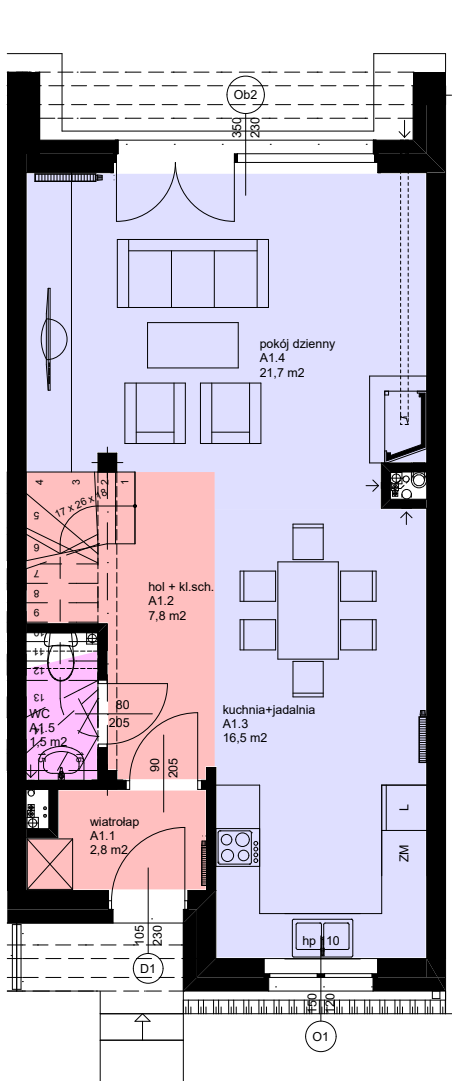 Ob2
350
230
pokój dzienny
A1.4
21,7 m2
4
3
2
1
17 x 26 x 18
5
6
7
8
9
10
11
12
13
hol + kl.sch.
A1.2
7,8 m2
80
205
WC
A1.5
1,5 m2
kuchnia+jadalnia
A1.3
16,5 m2
90
205
wiatrołap
A1.1
2,8 m2
L
ZM
105
230
D1
hp 110
150
120
O1